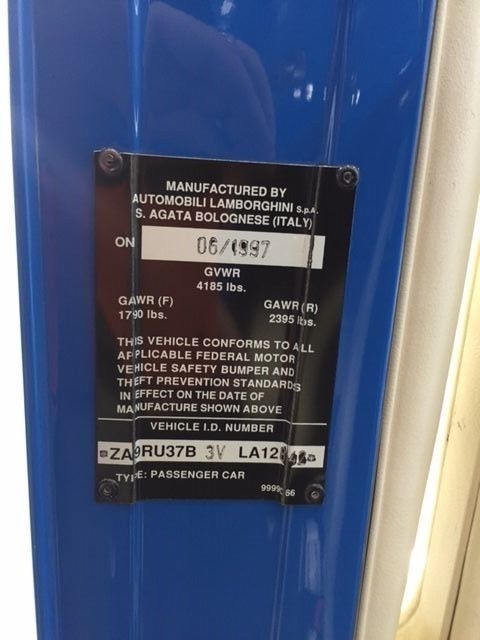 MANUFACTURED BY
AUTOMOBILI LAMBORGHINI S.p.A.
S. AGATA BOLOGNESE (ITALY)
ON 06/1997
GVWR
4185 lbs.
GAWR (F) GAWR (R)
1790 lbs. 2395 lbs.
THIS VEHICLE CONFORMS TO ALL
APPLICABLE FEDERAL MOTOR
VEHICLE SAFETY BUMPER AND
THEFT PREVENTION STANDARDS
IN EFFECT ON THE DATE OF
MANUFACTURE SHOWN ABOVE
VEHICLE I.D. NUMBER
ZA9RU37B 3V
TYPE: PASSENGER CAR